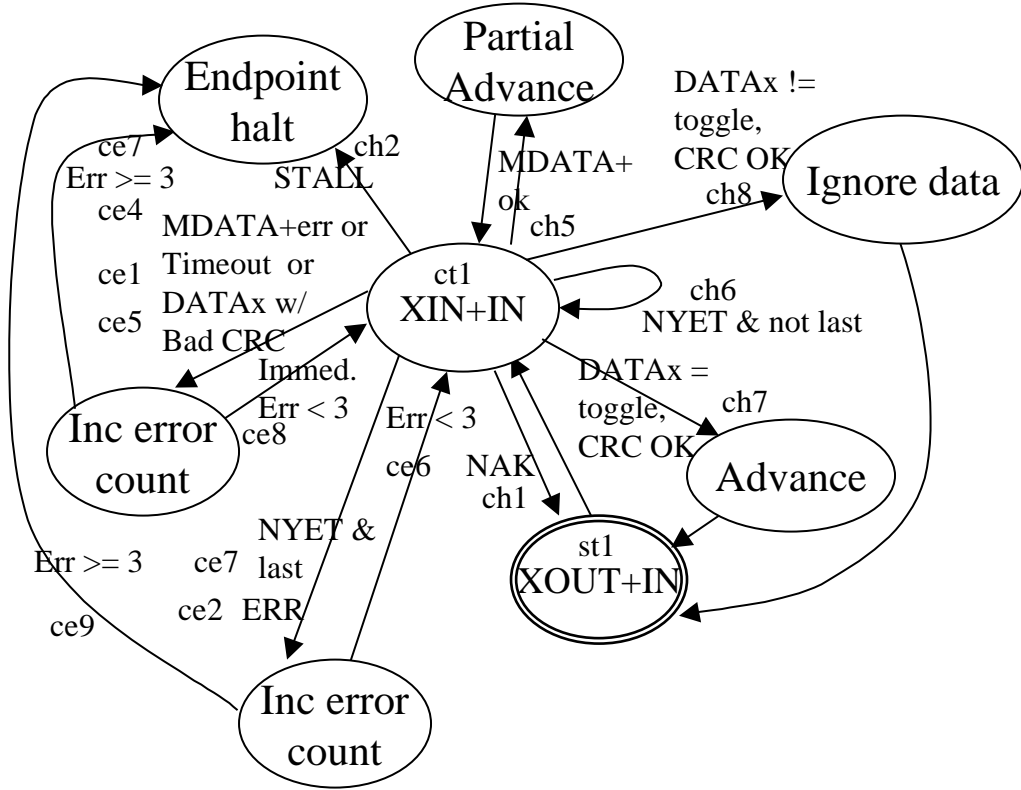 Partial
Advance
Endpoint
halt
DATAx !=
toggle,
CRC OK
ch8
Ignore data
ce7
Err >= 3
ce4
ch2
STALL
MDATA+
ok
ch5
MDATA+err or
Timeout or
DATAx w/
Bad CRC
ce1
ce5
ct1
XIN+IN
ch6
NYET & not last
Immed.
Err < 3
ce8
Inc error
count
Err < 3
ce6
DATAx =
toggle,
CRC OK
ch7
Advance
NAK
ch1
st1
XOUT+IN
Err >= 3
ce9
ce7
NYET &
last
ce2 ERR
Inc error
count